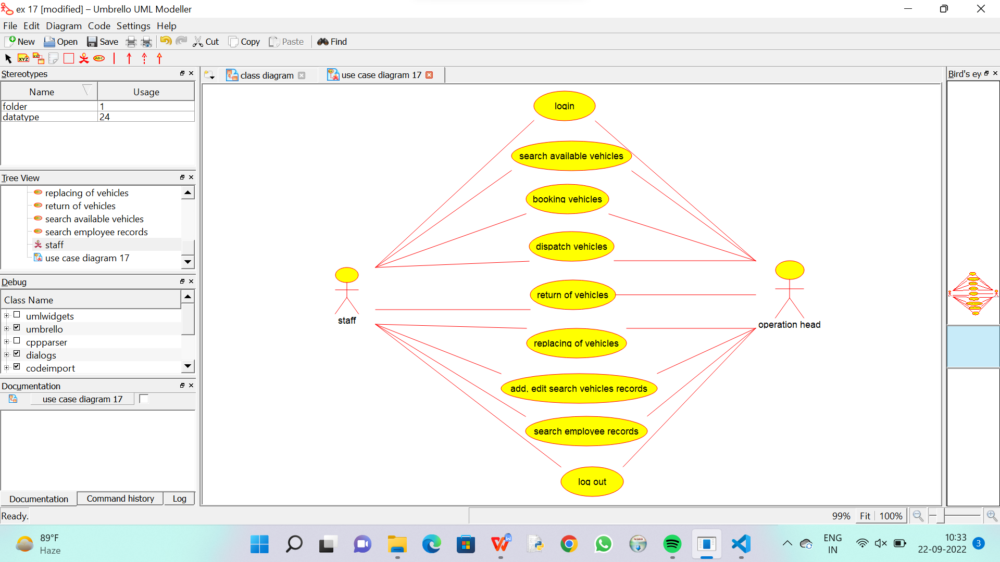 ex 17 [modified] – Umbrello UML Modeller
File Edit Diagram Code Settings Help
New Open Save Cut Copy Paste Find
XYZ XYZ ABC
Stereotypes
Name Usage
folder 1
datatype 24
Tree View
replacing of vehicles
return of vehicles
search available vehicles
search employee records
staff
use case diagram 17
Debug
Class Name
umlwidgets
umbrello
cppparser
dialogs
codeimport
Documentation
use case diagram 17
Documentation Command history Log
Ready.
class diagram use case diagram 17
login
search available vehicles
booking vehicles
dispatch vehicles
return of vehicles
replacing of vehicles
add, edit search vehicles records
search employee records
log out
staff
operation head
Bird's eye
99% Fit 100%
89°F
Haze
ENG
IN
10:33
22-09-2022
3